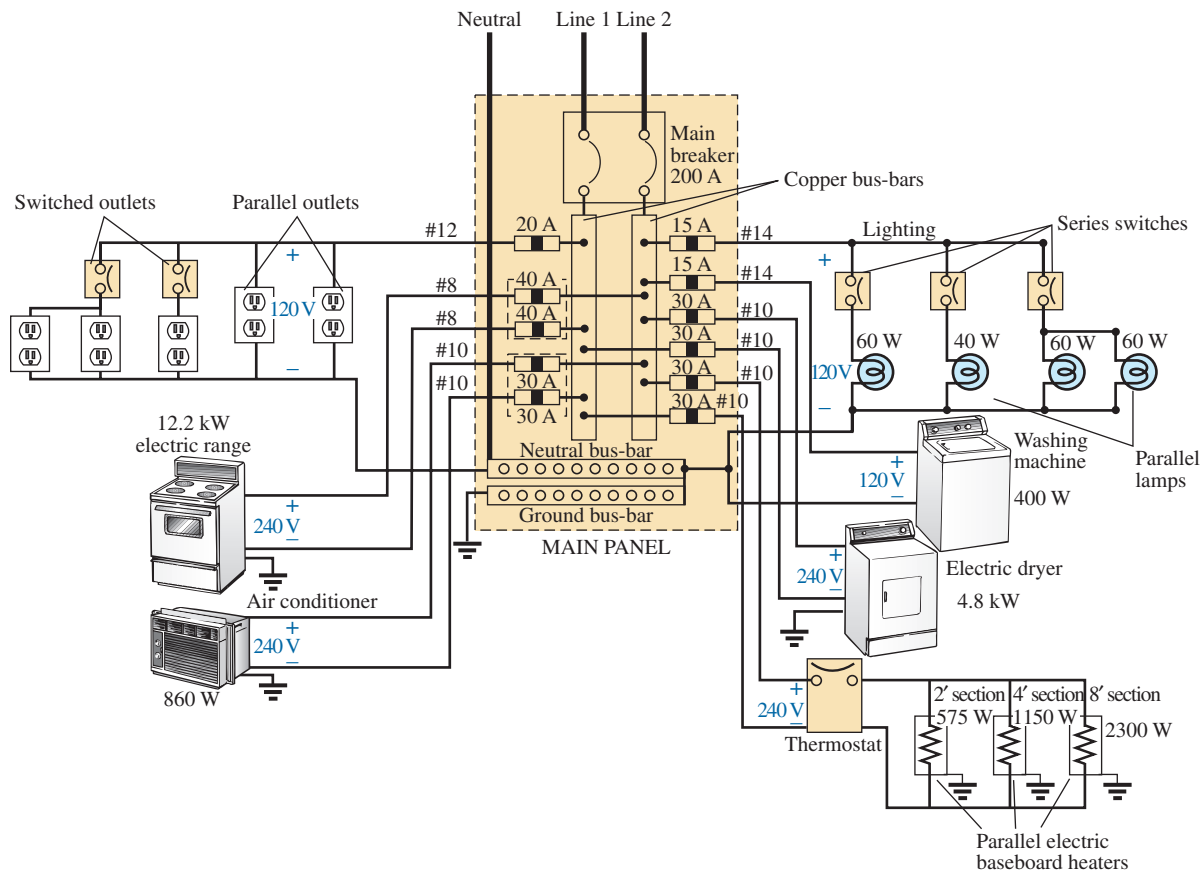 Neutral
Line 1 Line 2
Main
breaker
200 A
Copper bus-bars
Switched outlets
Parallel outlets
#12
20 A
15 A
#14
Lighting
Series switches
+
120 V
–
#8
40 A
#8
40 A
#10
30 A
#10
30 A
15 A
#14
30 A
#10
30 A
#10
30 A
#10
30 A
#10
+
120 V
–
60 W
40 W
60 W
60 W
Neutral bus-bar
Ground bus-bar
MAIN PANEL
12.2 kW
electric range
+
240 V
–
Air conditioner
+
240 V
–
860 W
Washing
machine
400 W
+
120 V
–
Parallel
lamps
Electric dryer
4.8 kW
+
240 V
–
+
240 V
–
Thermostat
2′ section
575 W
4′ section
1150 W
8′ section
2300 W
Parallel electric
baseboard heaters